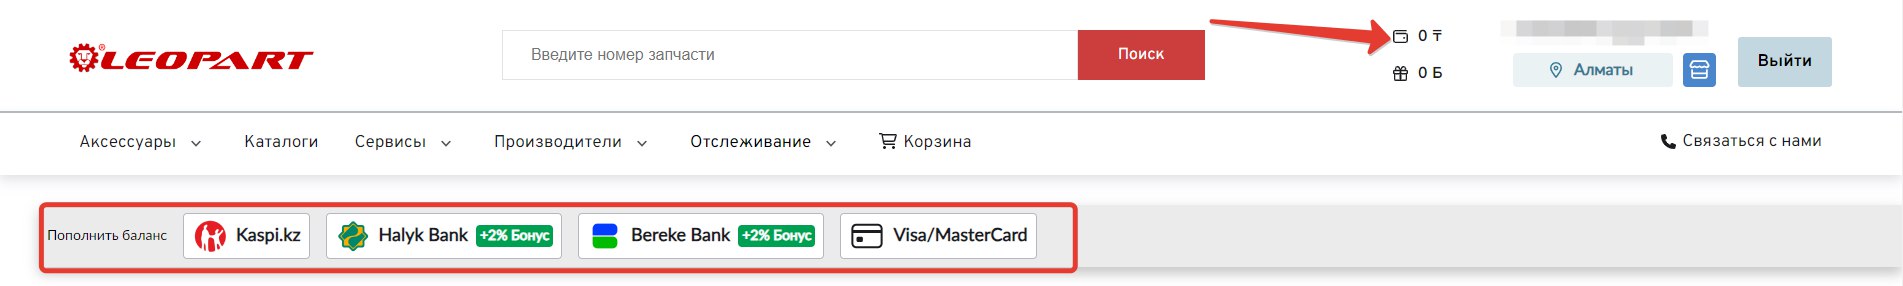 LEOPART
Введите номер запчасти
Поиск
0 ₸
0 Б
Алматы
Выйти
Аксессуары
Каталоги
Сервисы
Производители
Отслеживание
Корзина
Связаться с нами
Пополнить баланс
Kaspi.kz
Halyk Bank +2% Бонус
Bereke Bank +2% Бонус
Visa/MasterCard